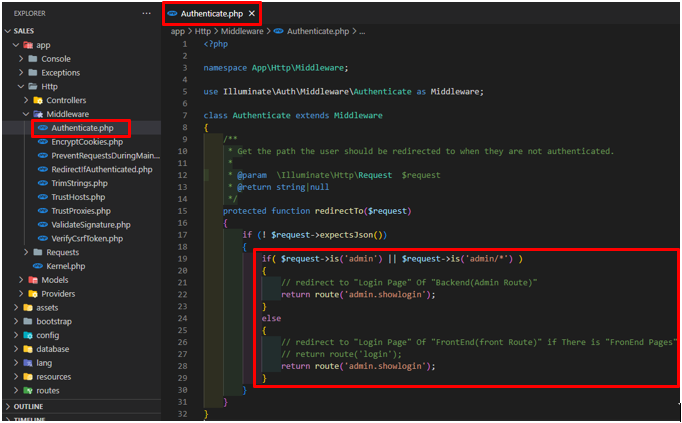 EXPLORER ···
SALES
app
Console
Exceptions
Http
Controllers
Middleware
Authenticate.php
EncryptCookies.php
PreventRequestsDuringMain...
RedirectIfAuthenticated.php
TrimStrings.php
TrustHosts.php
TrustProxies.php
ValidateSignature.php
VerifyCsrfToken.php
Requests
Kernel.php
Models
Providers
assets
bootstrap
config
database
lang
resources
routes
OUTLINE
TIMELINE
Authenticate.php ×
app > Http > Middleware > Authenticate.php > ...
1 <?php
2
3 namespace App\Http\Middleware;
4
5 use Illuminate\Auth\Middleware\Authenticate as Middleware;
6
7 class Authenticate extends Middleware
8 {
9 /**
10 * Get the path the user should be redirected to when they are not authenticated.
11 *
12 * @param \Illuminate\Http\Request $request
13 * @return string|null
14 */
15 protected function redirectTo($request)
16 {
17 if (! $request->expectsJson())
18 {
19 if( $request->is('admin') || $request->is('admin/*') )
20 {
21 // redirect to "Login Page" Of "Backend(Admin Route)"
22 return route('admin.showlogin');
23 }
24 else
25 {
26 // redirect to "Login Page" Of "FrontEnd(front Route)" if There is "FronEnd Pages"
27 // return route('login');
28 return route('admin.showlogin');
29 }
30 }
31 }
32 }